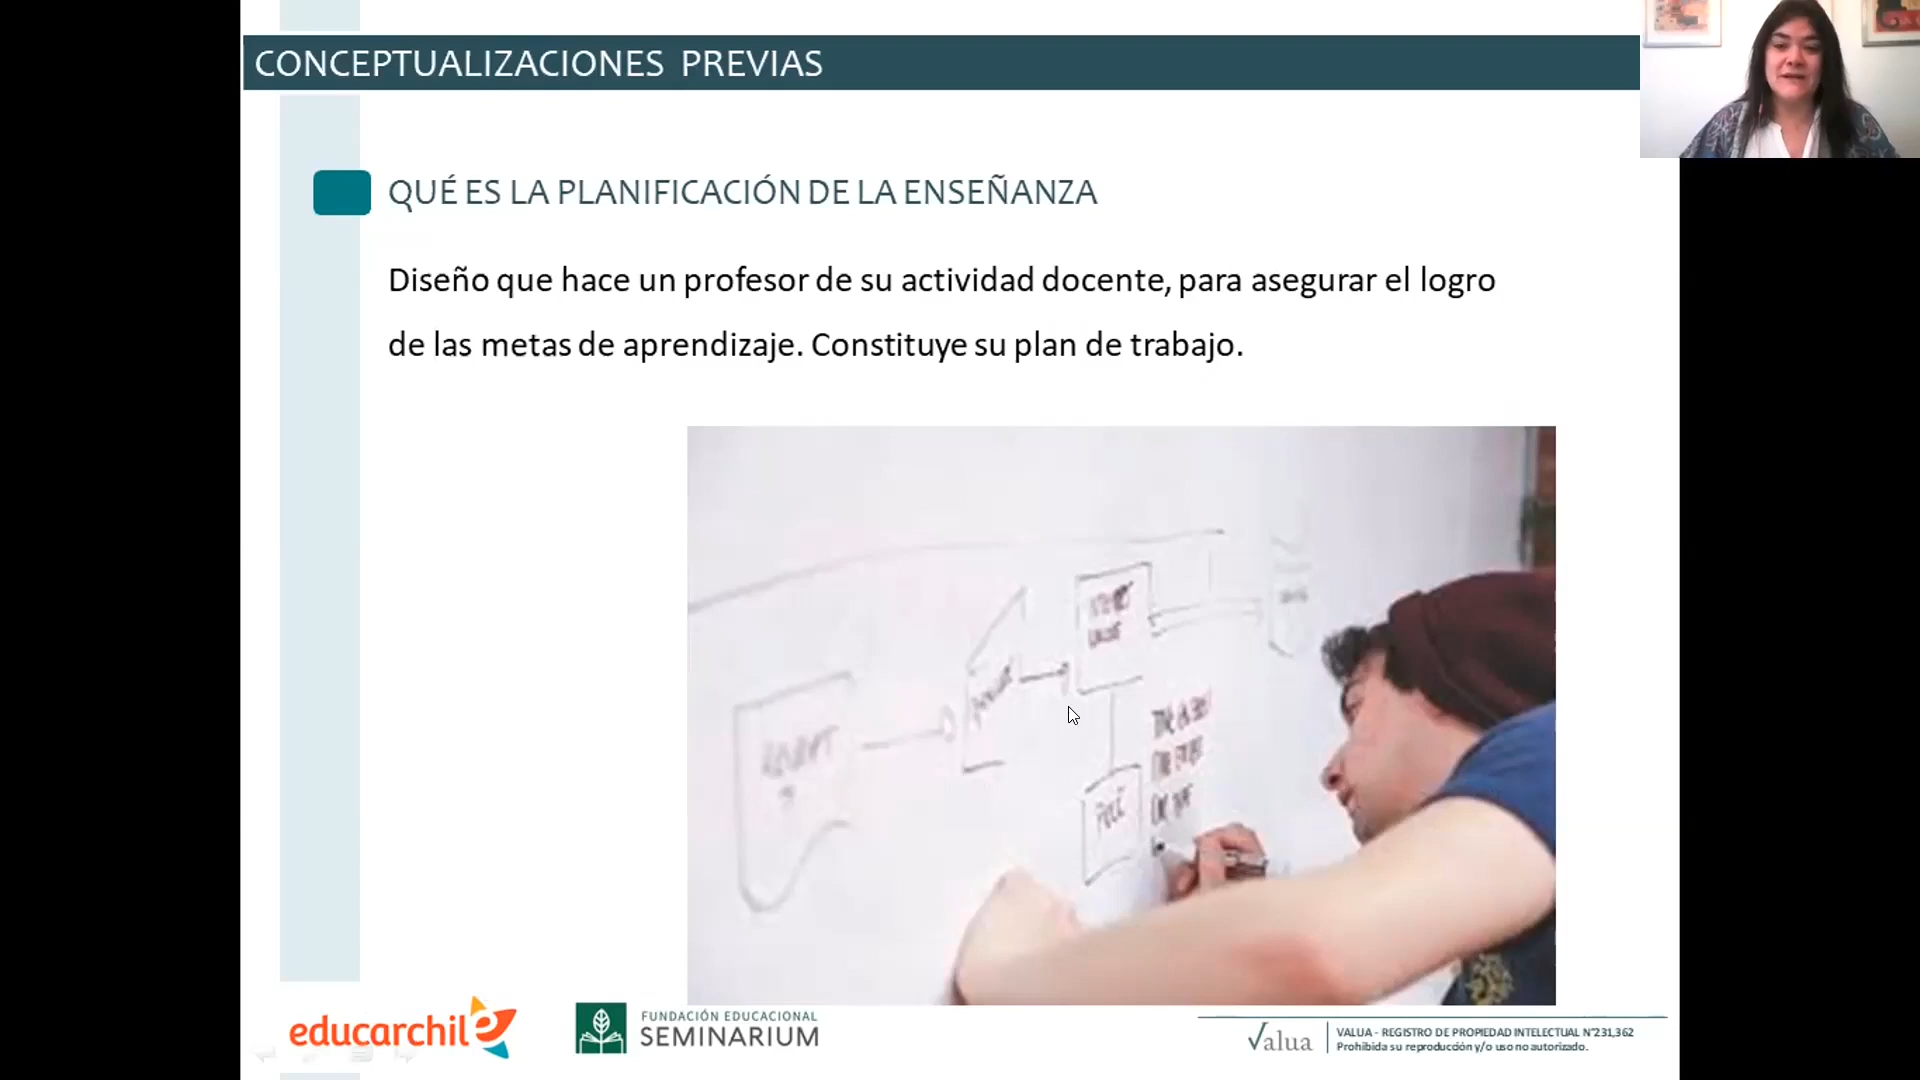 CONCEPTUALIZACIONES PREVIAS
QUÉ ES LA PLANIFICACIÓN DE LA ENSEÑANZA
Diseño que hace un profesor de su actividad docente, para asegurar el logro
de las metas de aprendizaje. Constituye su plan de trabajo.
educarchile
FUNDACIÓN EDUCACIONAL
SEMINARIUM
Valua
VALUA - REGISTRO DE PROPIEDAD INTELECTUAL N°231,362
Prohibida su reproducción y/o uso no autorizado.